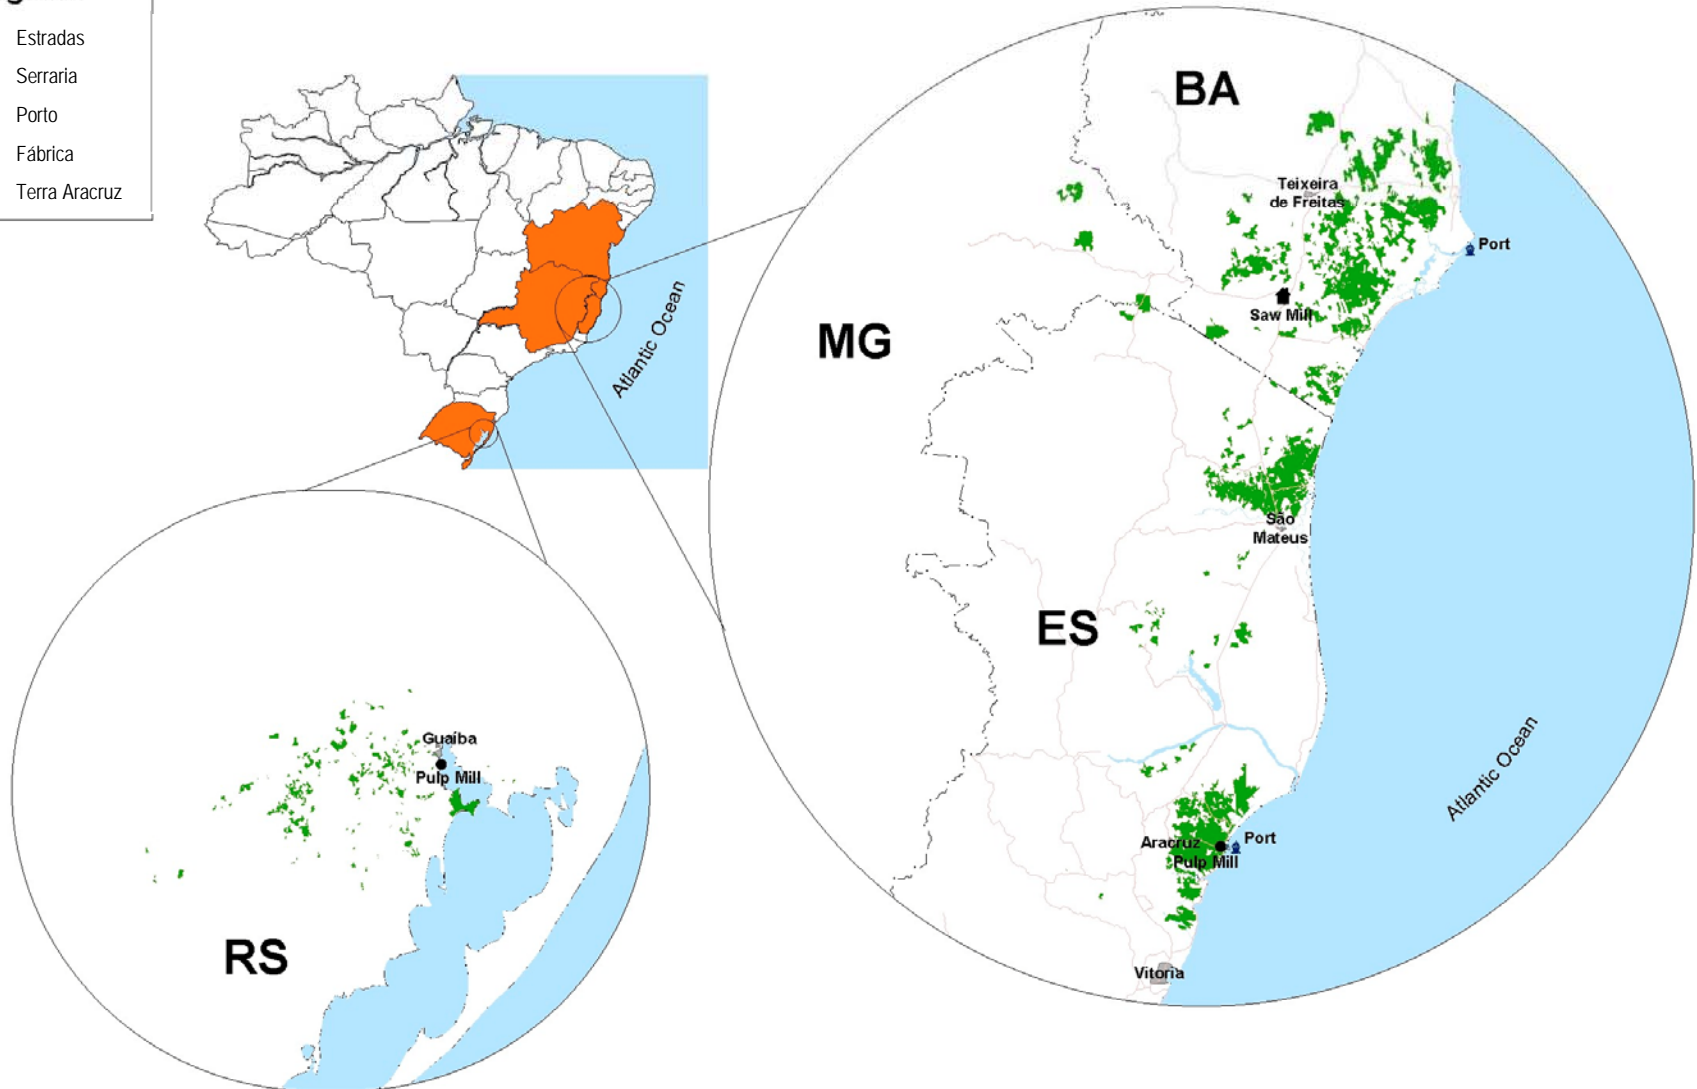 Estradas
Serraria
Porto
Fábrica
Terra Aracruz
Atlantic Ocean
BA
Teixeira
de Freitas
Port
Saw Mill
MG
São
Mateus
ES
Atlantic Ocean
Aracruz
Port
Pulp Mill
Vitoria
Guaíba
Pulp Mill
RS